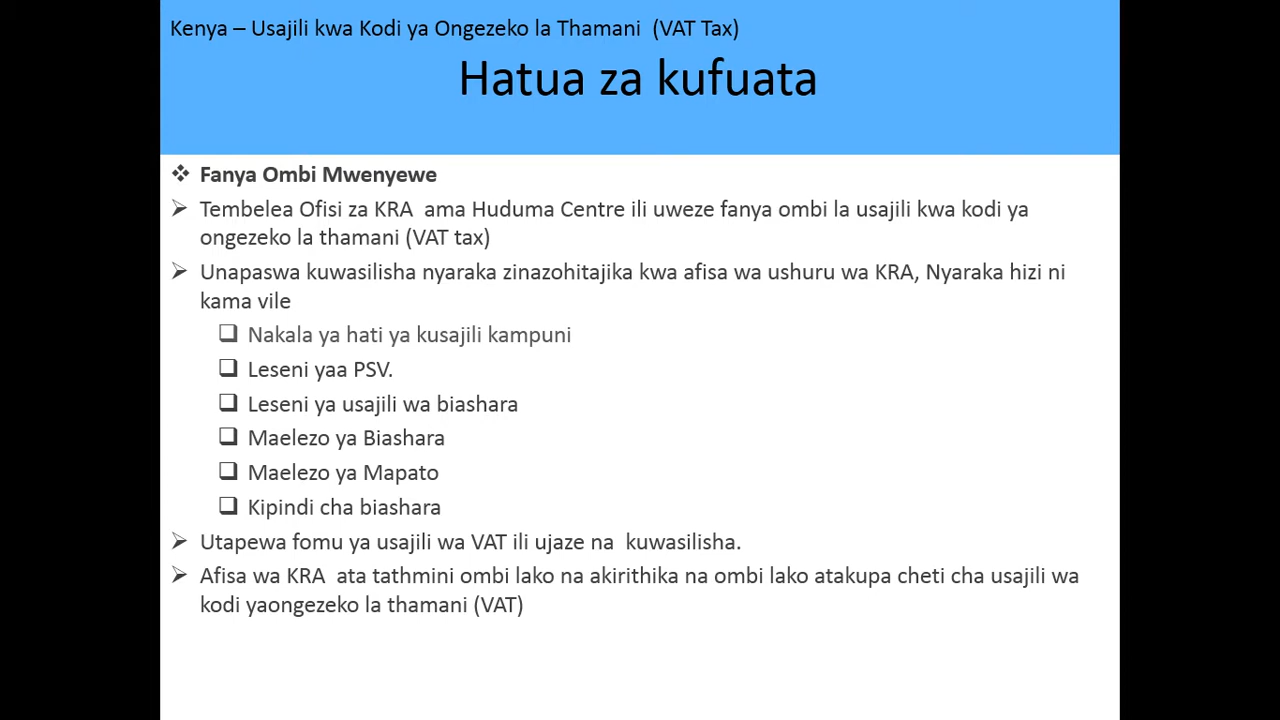 Kenya – Usajili kwa Kodi ya Ongezeko la Thamani (VAT Tax)
Hatua za kufuata
❖ Fanya Ombi Mwenyewe
➢ Tembelea Ofisi za KRA ama Huduma Centre ili uweze fanya ombi la usajili kwa kodi ya
ongezeko la thamani (VAT tax)
➢ Unapaswa kuwasilisha nyaraka zinazohitajika kwa afisa wa ushuru wa KRA, Nyaraka hizi ni
kama vile
❑ Nakala ya hati ya kusajili kampuni
❑ Leseni yaa PSV.
❑ Leseni ya usajili wa biashara
❑ Maelezo ya Biashara
❑ Maelezo ya Mapato
❑ Kipindi cha biashara
➢ Utapewa fomu ya usajili wa VAT ili ujaze na kuwasilisha.
➢ Afisa wa KRA ata tathmini ombi lako na akirithika na ombi lako atakupa cheti cha usajili wa
kodi yaongezeko la thamani (VAT)